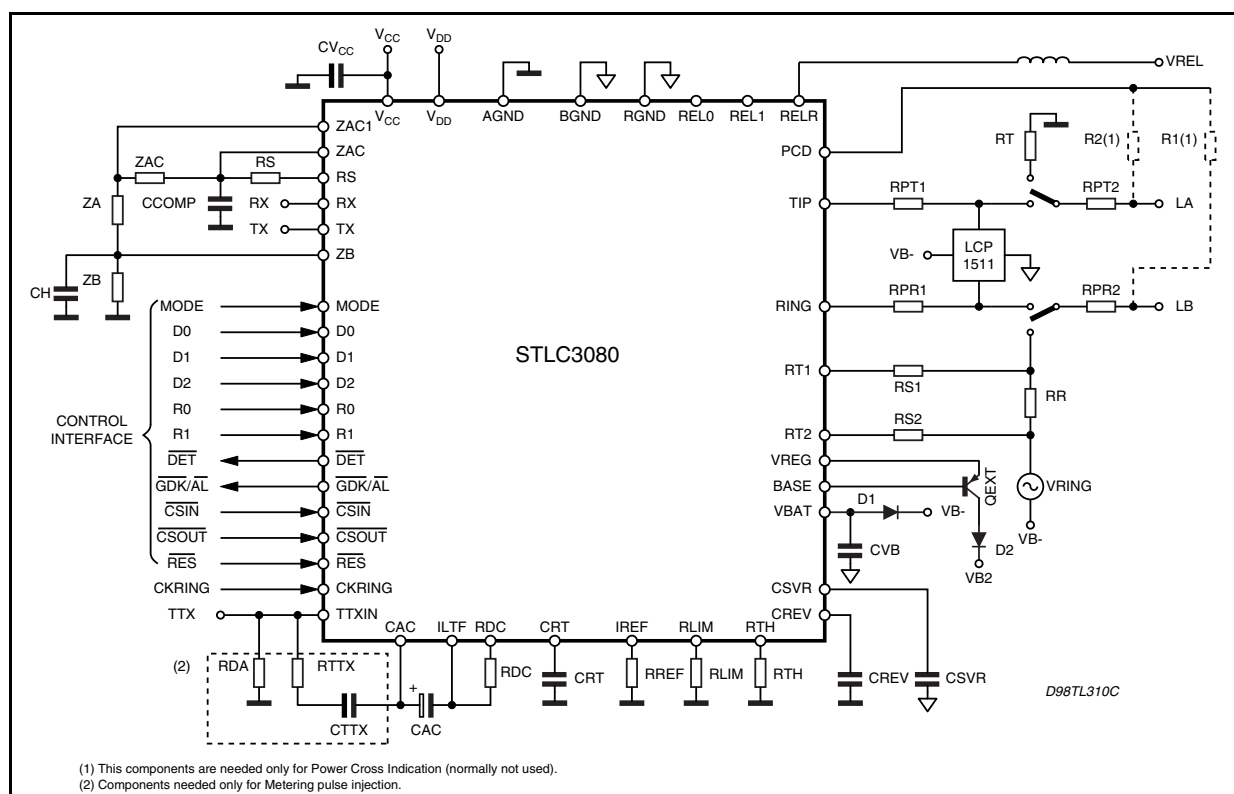 CVCC
VCC
VDD
VREL
VCC
VDD
AGND
BGND
RGND
REL0
REL1
RELR
ZAC1
ZAC
RS
RX
TX
ZB
MODE
D0
D1
D2
R0
R1
DET
GDK/AL
CSIN
CSOUT
RES
CKRING
TTXIN
ZAC
RS
ZA
CCOMP
RX
TX
CH
ZB
MODE
D0
D1
D2
R0
R1
DET
GDK/AL
CSIN
CSOUT
RES
CKRING
TTX
CONTROL
INTERFACE
STLC3080
PCD
TIP
RING
RT1
RT2
VREG
BASE
VBAT
CSVR
CREV
RT
R2(1)
R1(1)
RPT1
RPT2
LA
VB-
LCP
1511
RPR1
RPR2
LB
RS1
RR
RS2
QEXT
VRING
D1
VB-
VB-
CVB
D2
VB2
CAC
ILTF
RDC
CRT
IREF
RLIM
RTH
(2)
RDA
RTTX
CTTX
+
CAC
RDC
CRT
RREF
RLIM
RTH
CREV
CSVR
D98TL310C
(1) This components are needed only for Power Cross Indication (normally not used).
(2) Components needed only for Metering pulse injection.